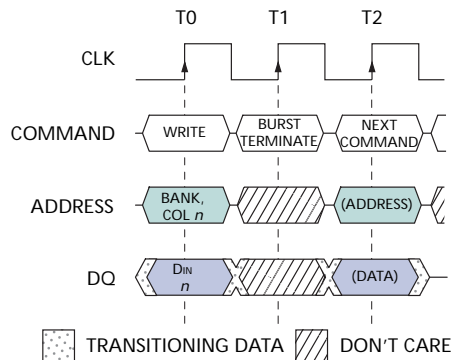 T0 T1 T2
CLK
COMMAND WRITE BURST TERMINATE NEXT COMMAND
ADDRESS BANK, COL n (ADDRESS)
DQ DIN n (DATA)
TRANSITIONING DATA DON'T CARE